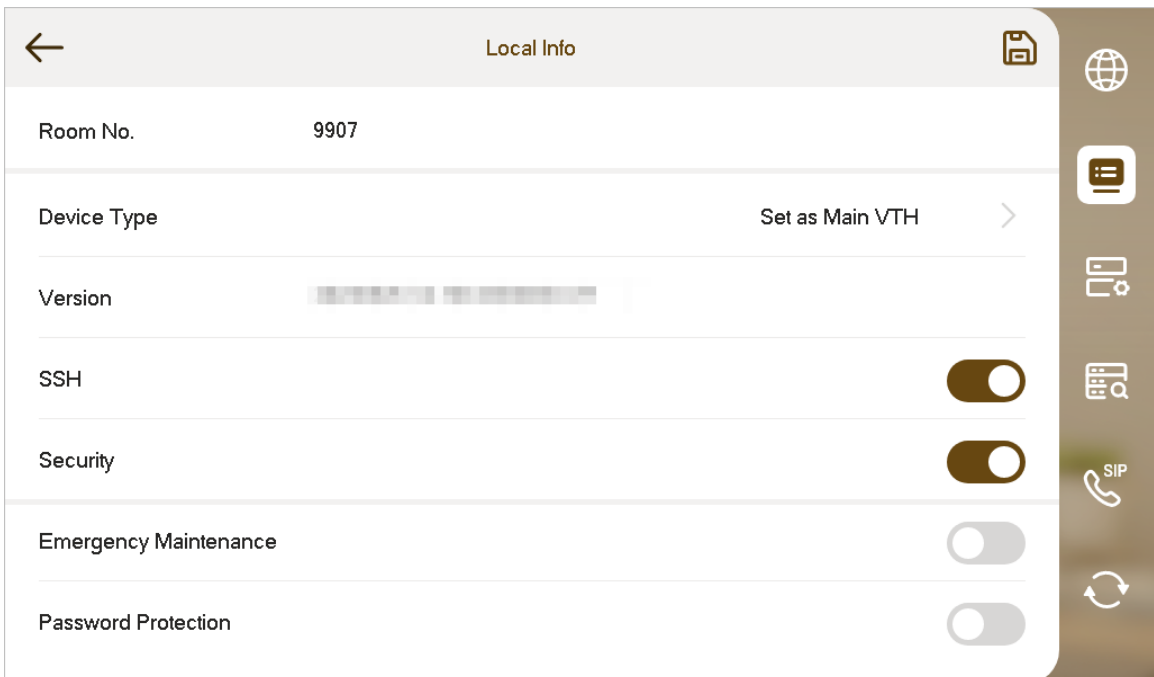 Local Info
Room No. 9907
Device Type Set as Main VTH
Version
SSH
Security
SIP
Emergency Maintenance
Password Protection